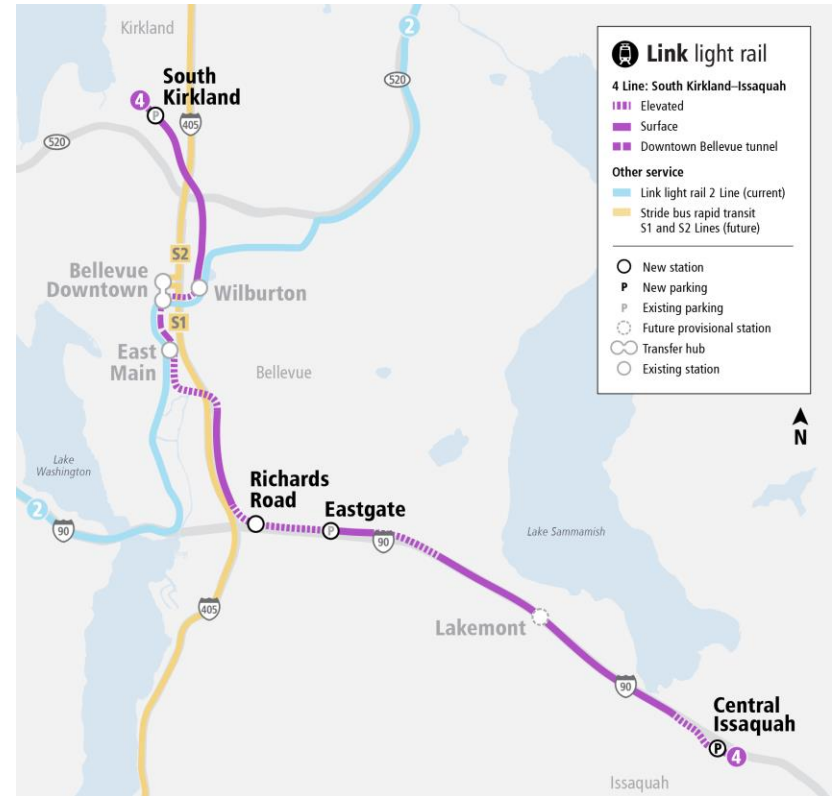 Kirkland
2
South
Kirkland
4
P
405
520
520
S2
Bellevue
Downtown
Wilburton
S1
East
Main
Bellevue
Lake
Washington
Richards
Road
Eastgate
P
2
90
90
Lake Sammamish
405
Lakemont
90
Central
Issaquah
P
4
Issaquah
Link light rail
4 Line: South Kirkland–Issaquah
Elevated
Surface
Downtown Bellevue tunnel
Other service
Link light rail 2 Line (current)
Stride bus rapid transit
S1 and S2 Lines (future)
New station
P New parking
P Existing parking
Future provisional station
Transfer hub
Existing station
N